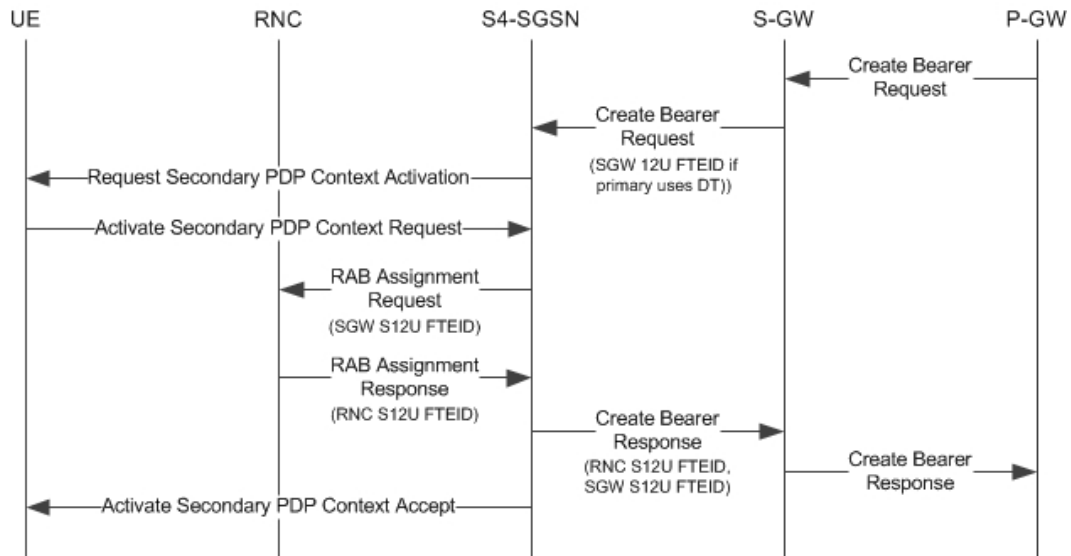 UE RNC S4-SGSN S-GW P-GW
Create Bearer
Request
Create Bearer
Request
(SGW 12U FTEID if
primary uses DT))
Request Secondary PDP Context Activation
Activate Secondary PDP Context Request
RAB Assignment
Request
(SGW S12U FTEID)
RAB Assignment
Response
(RNC S12U FTEID)
Create Bearer
Response
(RNC S12U FTEID,
SGW S12U FTEID)
Create Bearer
Response
Activate Secondary PDP Context Accept